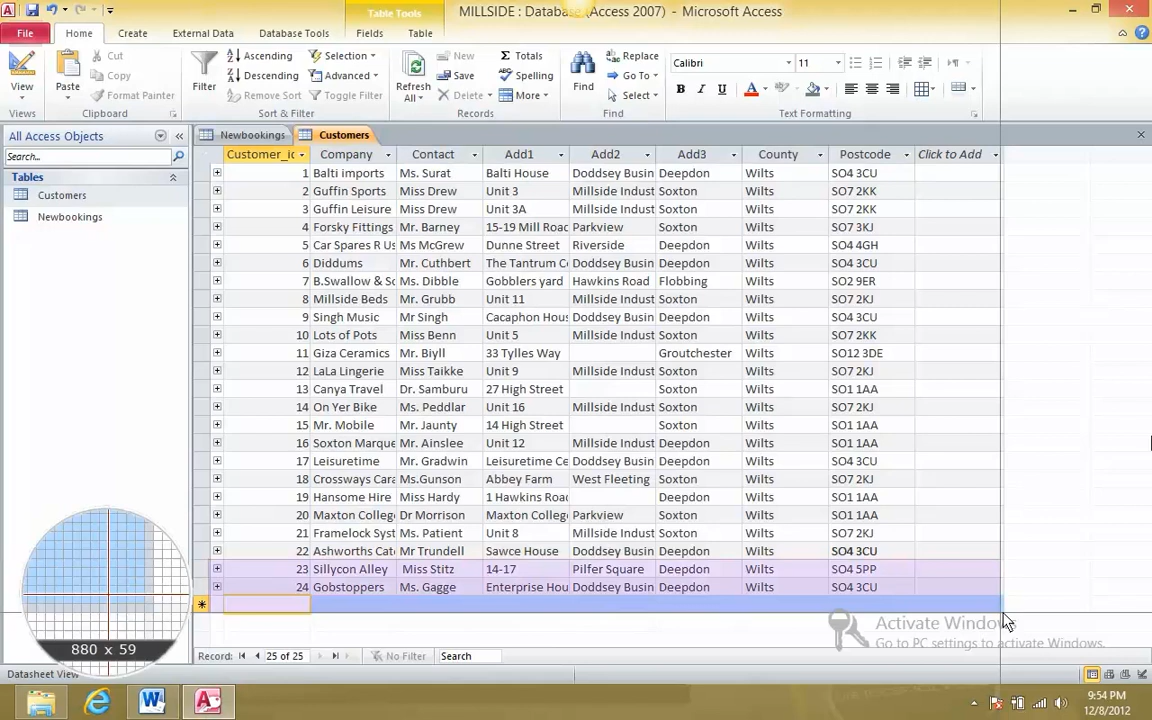 MILLSIDE : Database (Access 2007) - Microsoft Access
Table Tools
File Home Create External Data Database Tools Fields Table
View
Views
Paste
Cut
Copy
Format Painter
Clipboard
Filter
Ascending
Descending
Remove Sort
Selection
Advanced
Toggle Filter
Sort & Filter
Refresh All
New
Save
Delete
Totals
Spelling
More
Records
Find
Replace
Go To
Select
Find
Calibri 11
B I U A
Text Formatting
All Access Objects
Search...
Tables
Customers
Newbookings
Newbookings Customers
Customer_ic Company Contact Add1 Add2 Add3 County Postcode Click to Add
1 Balti imports Ms. Surat Balti House Doddsey Busin Deepdon Wilts SO4 3CU
2 Guffin Sports Miss Drew Unit 3 Millside Indust Soxton Wilts SO7 2KK
3 Guffin Leisure Miss Drew Unit 3A Millside Indust Soxton Wilts SO7 2KK
4 Forsky Fittings Mr. Barney 15-19 Mill Road Parkview Soxton Wilts SO7 3KJ
5 Car Spares R Us Ms McGrew Dunne Street Riverside Deepdon Wilts SO4 4GH
6 Diddums Mr. Cuthbert The Tantrum Ce Doddsey Busin Deepdon Wilts SO4 3CU
7 B.Swallow & So Ms. Dibble Gobblers yard Hawkins Road Flobbing Wilts SO2 9ER
8 Millside Beds Mr. Grubb Unit 11 Millside Indust Soxton Wilts SO7 2KJ
9 Singh Music Mr Singh Cacaphon Hous Doddsey Busin Deepdon Wilts SO4 3CU
10 Lots of Pots Miss Benn Unit 5 Millside Indust Soxton Wilts SO7 2KK
11 Giza Ceramics Mr. Biyll 33 Tylles Way Groutchester Wilts SO12 3DE
12 LaLa Lingerie Miss Taikke Unit 9 Millside Indust Soxton Wilts SO7 2KJ
13 Canya Travel Dr. Samburu 27 High Street Soxton Wilts SO1 1AA
14 On Yer Bike Ms. Peddlar Unit 16 Millside Indust Soxton Wilts SO7 2KJ
15 Mr. Mobile Mr. Jaunty 14 High Street Soxton Wilts SO1 1AA
16 Soxton Marque Mr. Ainslee Unit 12 Millside Indust Deepdon Wilts SO1 1AA
17 Leisuretime Mr. Gradwin Leisuretime Ce Doddsey Busin Deepdon Wilts SO4 3CU
18 Crossways Cara Ms.Gunson Abbey Farm West Fleeting Soxton Wilts SO7 2KJ
19 Hansome Hire Miss Hardy 1 Hawkins Road Deepdon Wilts SO1 1AA
20 Maxton College Dr Morrison Maxton College Parkview Soxton Wilts SO1 1AA
21 Framelock Syst Ms. Patient Unit 8 Millside Indust Soxton Wilts SO7 2KJ
22 Ashworths Cate Mr Trundell Sawce House Doddsey Busin Deepdon Wilts SO4 3CU
23 Sillycon Alley Miss Stitz 14-17 Pilfer Square Deepdon Wilts SO4 5PP
24 Gobstoppers Ms. Gagge Enterprise Hou Doddsey Busin Deepdon Wilts SO4 3CU
880 x 59
Activate Windows
Go to PC settings to activate Windows.
Record: 25 of 25 No Filter Search
Datasheet View
9:54 PM
12/8/2012